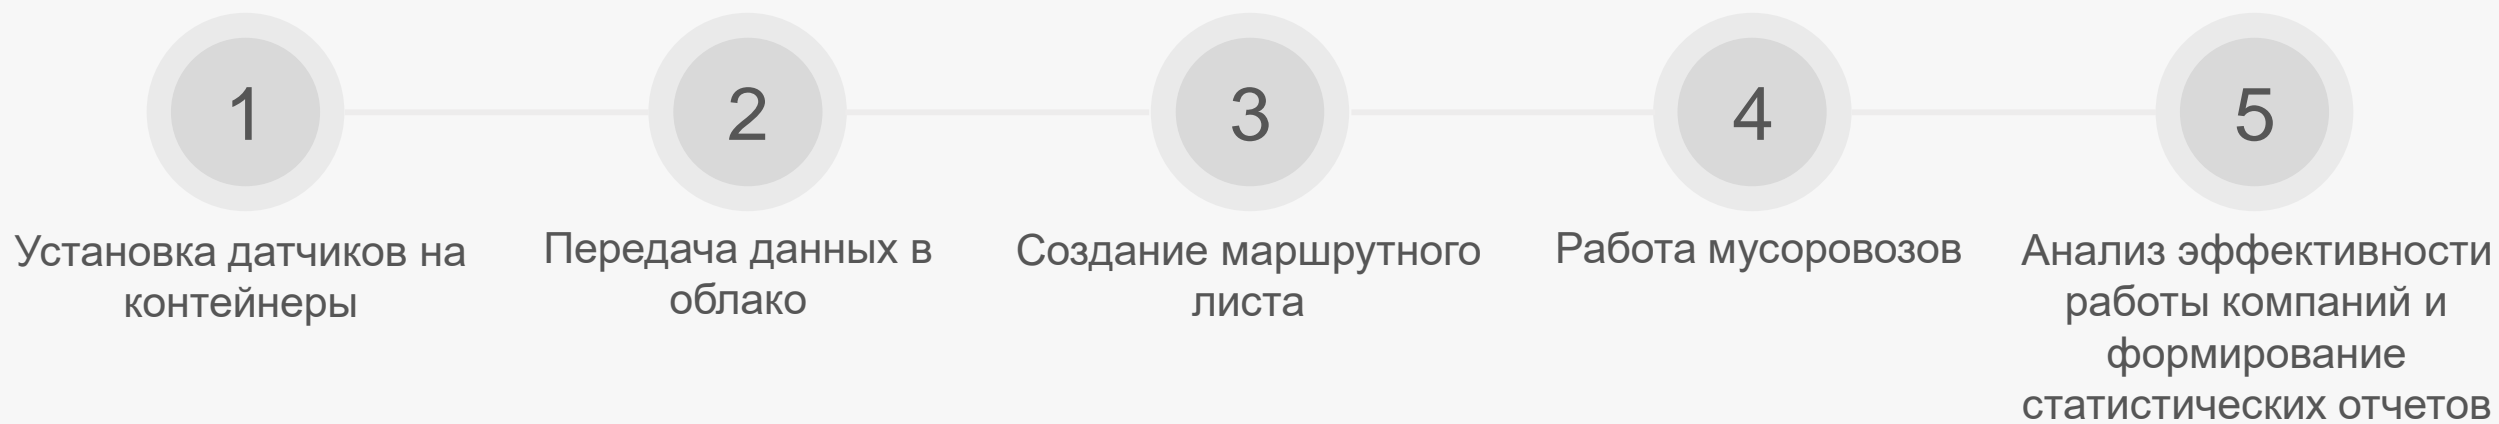 1
Установка датчиков на
контейнеры
2
Передача данных в
облако
3
Создание маршрутного
листа
4
Работа мусоровозов
5
Анализ эффективности
работы компаний и
формирование
статистических отчетов